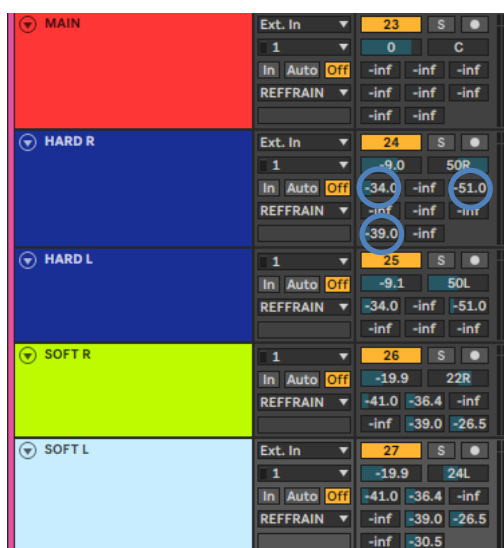 MAIN Ext. In 23 S
1 0 C
In Auto Off -inf -inf -inf
REFFRAIN -inf -inf -inf
-inf -inf
HARD R Ext. In 24 S
1 -9.0 50R
In Auto Off -34.0 -inf -51.0
REFFRAIN -inf -inf -inf
-39.0 -inf
HARD L 1 25 S
In Auto Off -9.1 50L
REFFRAIN -34.0 -inf -51.0
-inf -inf -inf
SOFT R 1 26 S
In Auto Off -19.9 22R
REFFRAIN -41.0 -36.4 -inf
-inf -39.0 -26.5
SOFT L Ext. In 27 S
1 -19.9 24L
In Auto Off -41.0 -36.4 -inf
REFFRAIN -inf -39.0 -26.5
-inf -30.5